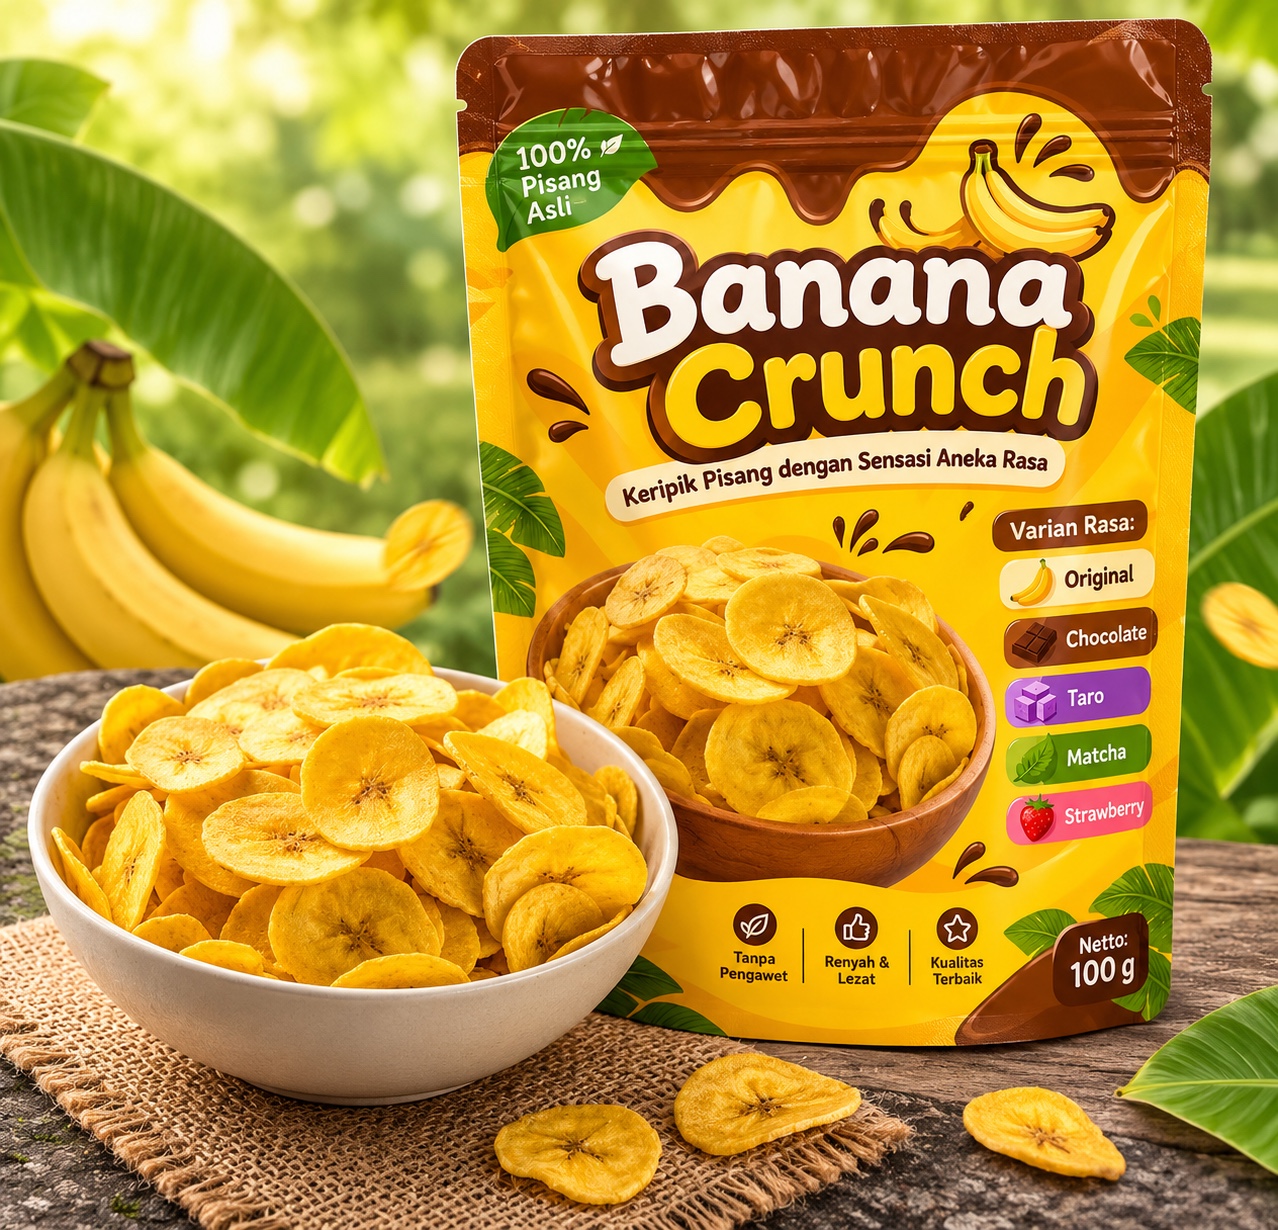 100%
Pisang
Asli
Banana
Crunch
Keripik Pisang dengan Sensasi Aneka Rasa
Varian Rasa:
Original
Chocolate
Taro
Matcha
Strawberry
Tanpa
Pengawet
Renyah &
Lezat
Kualitas
Terbaik
Netto:
100 g